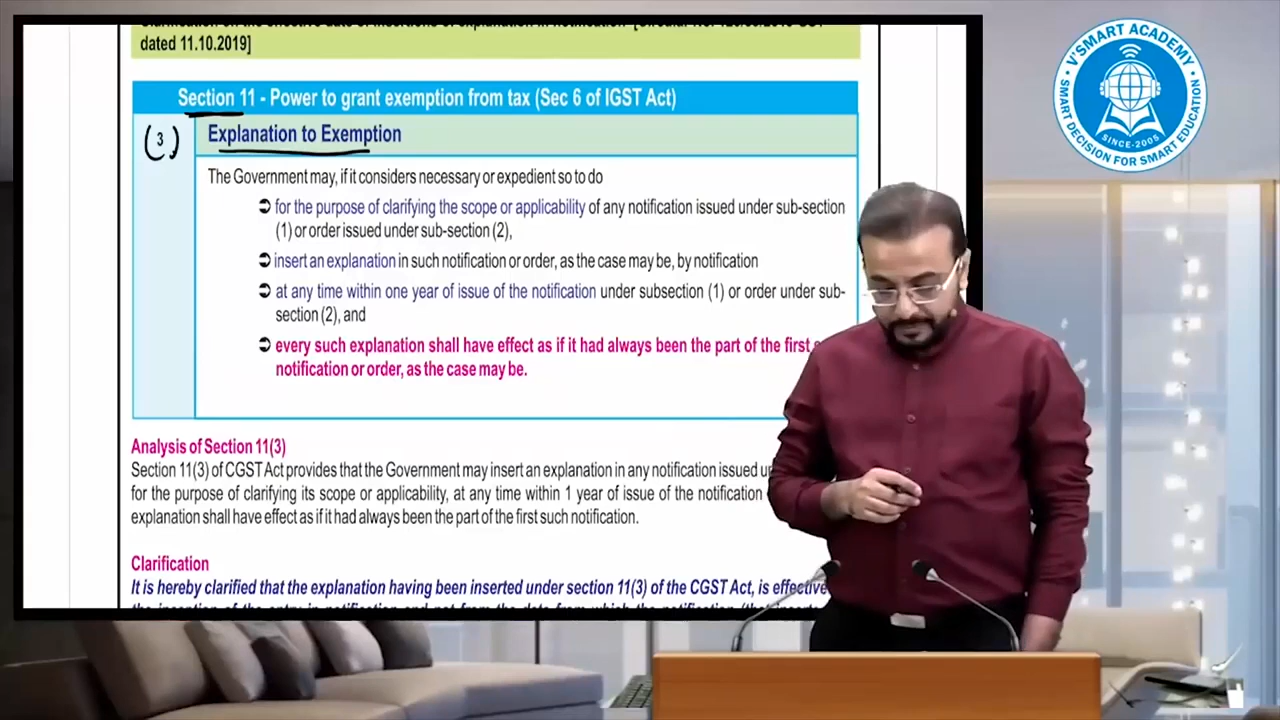 dated 11.10.2019]
Section 11 - Power to grant exemption from tax (Sec 6 of IGST Act)
(3)
Explanation to Exemption
The Government may, if it considers necessary or expedient so to do
➲ for the purpose of clarifying the scope or applicability of any notification issued under sub-section
(1) or order issued under sub-section (2),
➲ insert an explanation in such notification or order, as the case may be, by notification
➲ at any time within one year of issue of the notification under subsection (1) or order under sub-
section (2), and
➲ every such explanation shall have effect as if it had always been the part of the first
notification or order, as the case may be.
Analysis of Section 11(3)
Section 11(3) of CGST Act provides that the Government may insert an explanation in any notification issued
for the purpose of clarifying its scope or applicability, at any time within 1 year of issue of the notification
explanation shall have effect as if it had always been the part of the first such notification.
Clarification
It is hereby clarified that the explanation having been inserted under section 11(3) of the CGST Act, is effective
V'SMART ACADEMY
SMART DECISION FOR SMART EDUCATION
SINCE-2005